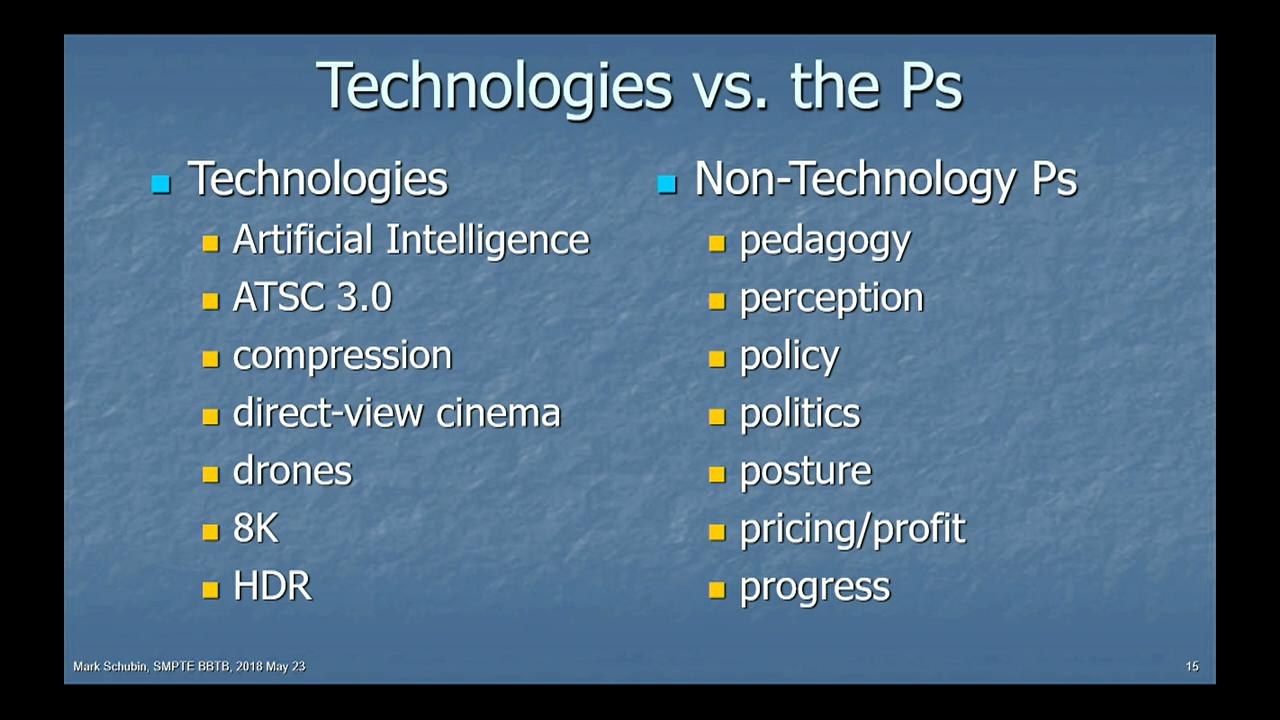 Technologies vs. the Ps
Technologies
Artificial Intelligence
ATSC 3.0
compression
direct-view cinema
drones
8K
HDR
Non-Technology Ps
pedagogy
perception
policy
politics
posture
pricing/profit
progress
Mark Schubin, SMPTE BBTB, 2018 May 23
15